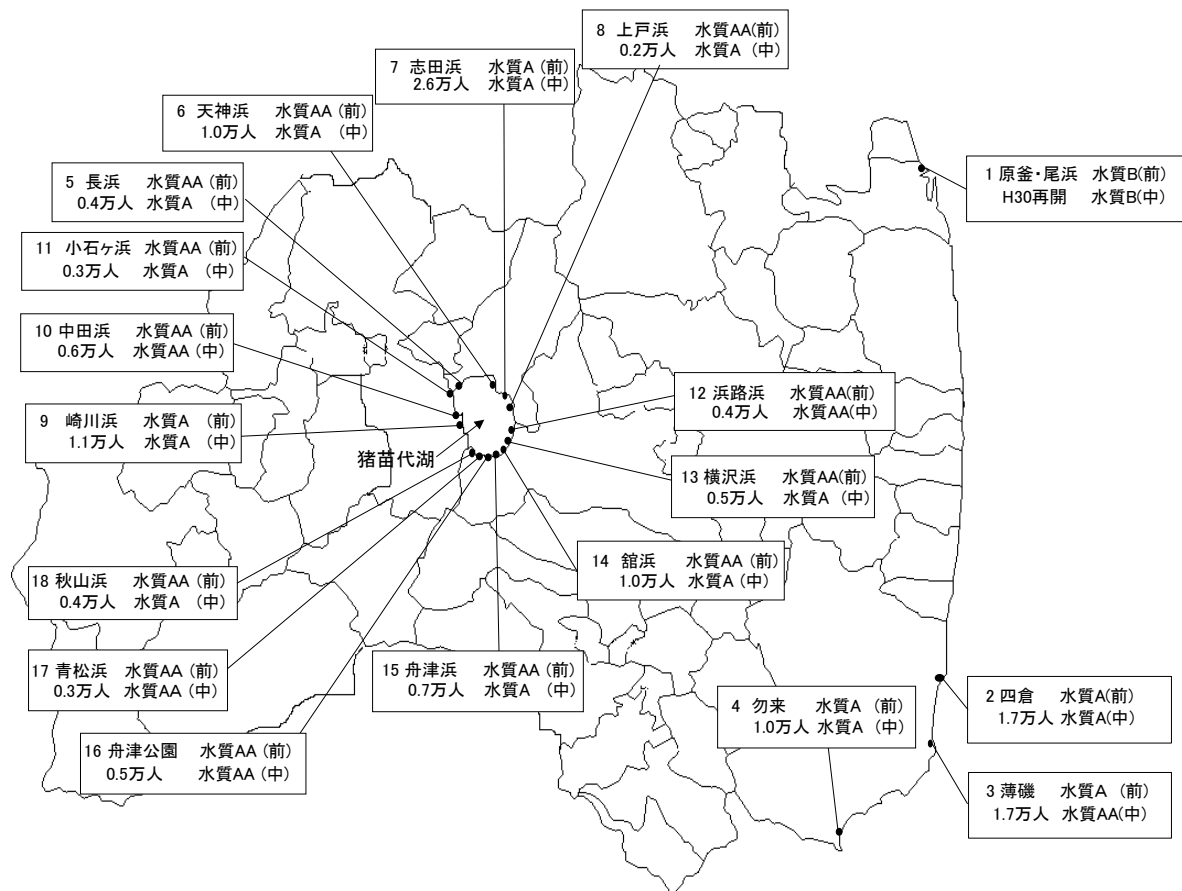 8 上戸浜 水質AA(前)
0.2万人 水質A (中)
7 志田浜 水質A (前)
2.6万人 水質A (中)
6 天神浜 水質AA (前)
1.0万人 水質A (中)
5 長浜 水質AA (前)
0.4万人 水質A (中)
11 小石ヶ浜 水質AA (前)
0.3万人 水質A (中)
10 中田浜 水質AA (前)
0.6万人 水質AA (中)
9 崎川浜 水質A (前)
1.1万人 水質A (中)
猪苗代湖
1 原釜・尾浜 水質B(前)
H30再開 水質B(中)
12 浜路浜 水質AA(前)
0.4万人 水質AA(中)
13 横沢浜 水質AA(前)
0.5万人 水質A (中)
14 舘浜 水質AA (前)
1.0万人 水質A (中)
18 秋山浜 水質AA (前)
0.4万人 水質A (中)
17 青松浜 水質AA (前)
0.3万人 水質AA (中)
16 舟津公園 水質AA (前)
0.5万人 水質AA (中)
15 舟津浜 水質AA (前)
0.7万人 水質A (中)
4 勿来 水質A (前)
1.0万人 水質A (中)
2 四倉 水質A(前)
1.7万人 水質A(中)
3 薄磯 水質A (前)
1.7万人 水質AA(中)